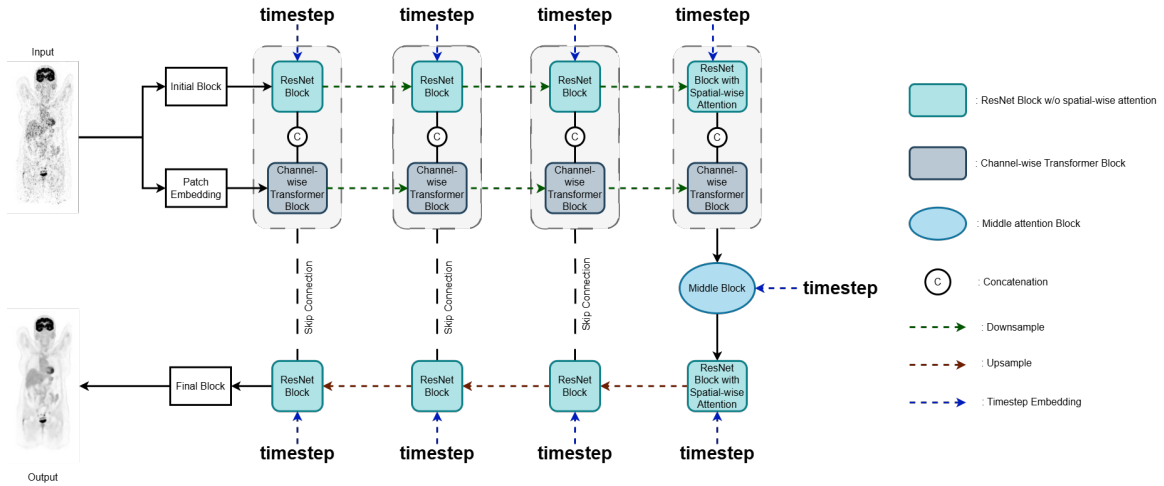 timestep
timestep
timestep
timestep
Input
Initial Block
ResNet
Block
ResNet
Block
ResNet
Block
ResNet
Block with
Spatial-wise
Attention
C
C
C
C
Patch
Embedding
Channel-
wise
Transformer
Block
Channel-
wise
Transformer
Block
Channel-
wise
Transformer
Block
Channel-
wise
Transformer
Block
Skip Connection
Skip Connection
Skip Connection
Middle Block
timestep
Final Block
ResNet
Block
ResNet
Block
ResNet
Block
ResNet
Block with
Spatial-wise
Attention
timestep
timestep
timestep
timestep
Output
: ResNet Block w/o spatial-wise attention
: Channel-wise Transformer Block
: Middle attention Block
C
: Concatenation
: Downsample
: Upsample
: Timestep Embedding